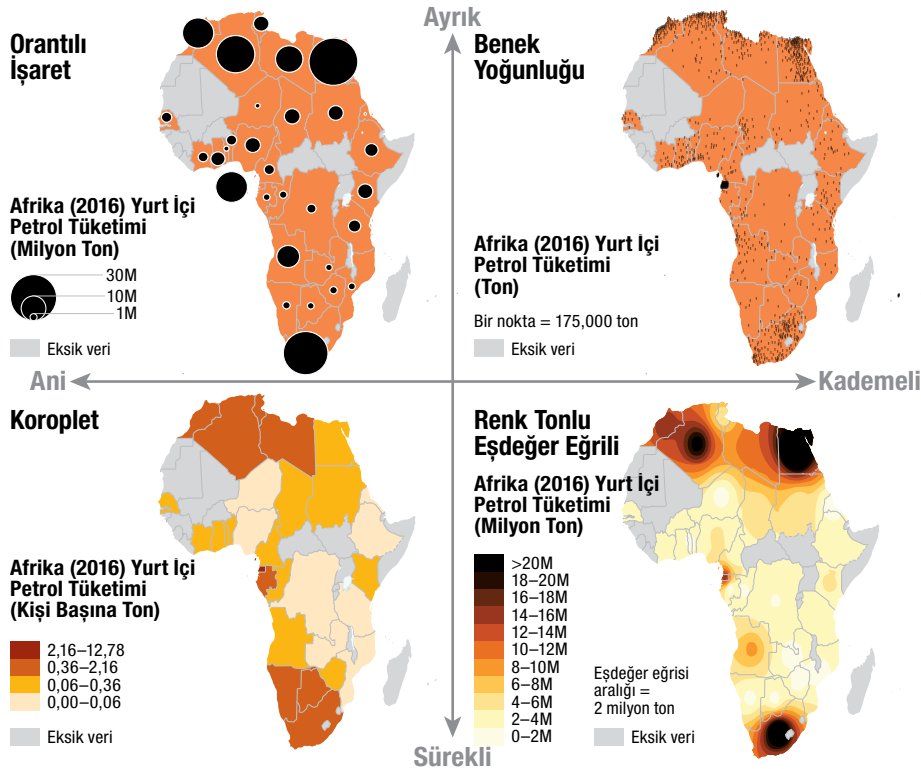 Ayrık
Orantılı
İşaret
Afrika (2016) Yurt İçi
Petrol Tüketimi
(Milyon Ton)
30M
10M
1M
Eksik veri
Benek
Yoğunluğu
Afrika (2016) Yurt İçi
Petrol Tüketimi
(Ton)
Bir nokta = 175,000 ton
Eksik veri
Ani
Kademeli
Koroplet
Afrika (2016) Yurt İçi
Petrol Tüketimi
(Kişi Başına Ton)
2,16–12,78
0,36–2,16
0,06–0,36
0,00–0,06
Eksik veri
Renk Tonlu
Eşdeğer Eğrili
Afrika (2016) Yurt İçi
Petrol Tüketimi
(Milyon Ton)
>20M
18–20M
16–18M
14–16M
12–14M
10–12M
8–10M
6–8M
4–6M
2–4M
0–2M
Eşdeğer eğrisi
aralığı =
2 milyon ton
Eksik veri
Sürekli